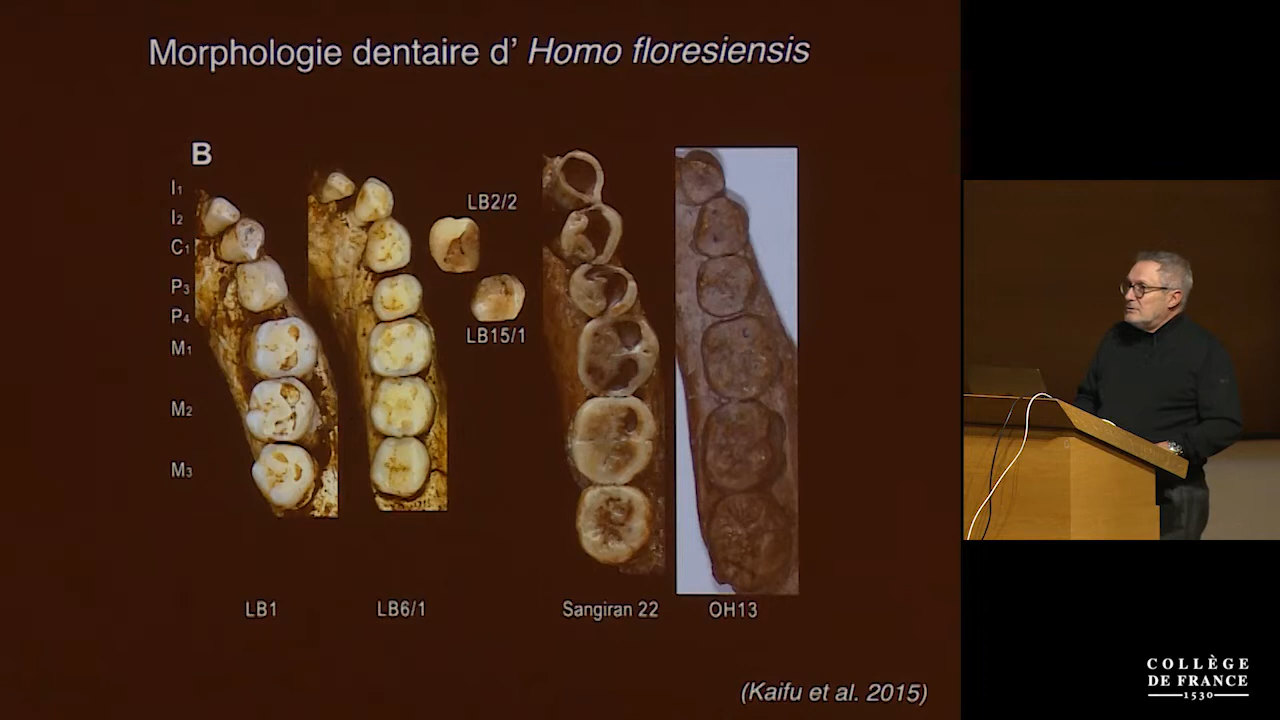 Morphologie dentaire d' Homo floresiensis
B
I1
I2
C1
P3
P4
M1
M2
M3
LB2/2
LB15/1
LB1
LB6/1
Sangiran 22
OH13
(Kaifu et al. 2015)
COLLÈGE
DE FRANCE
1530